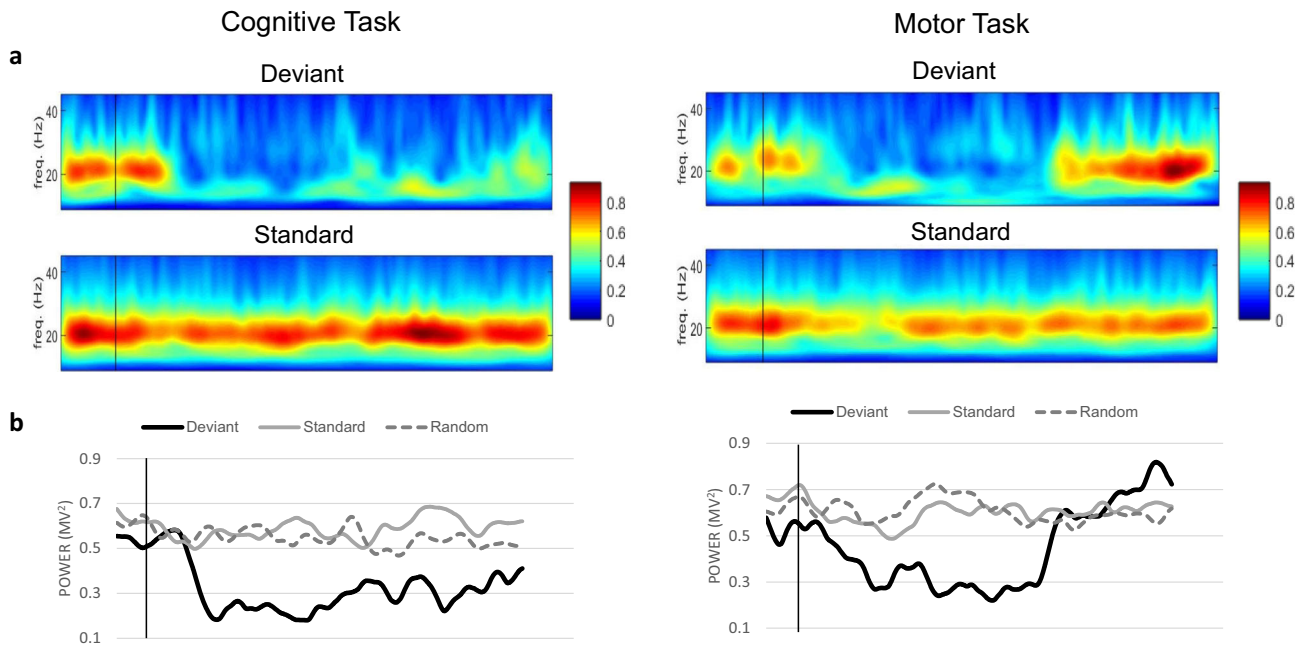 Cognitive Task
Motor Task
a
Deviant
Deviant
freq. (Hz)
40
20
0.8
0.6
0.4
0.2
0
freq. (Hz)
40
20
0.8
0.6
0.4
0.2
0
Standard
Standard
freq. (Hz)
40
20
freq. (Hz)
40
20
b
Deviant Standard Random
Deviant Standard Random
POWER (MV²)
0.9
0.7
0.5
0.3
0.1
POWER (MV²)
0.9
0.7
0.5
0.3
0.1